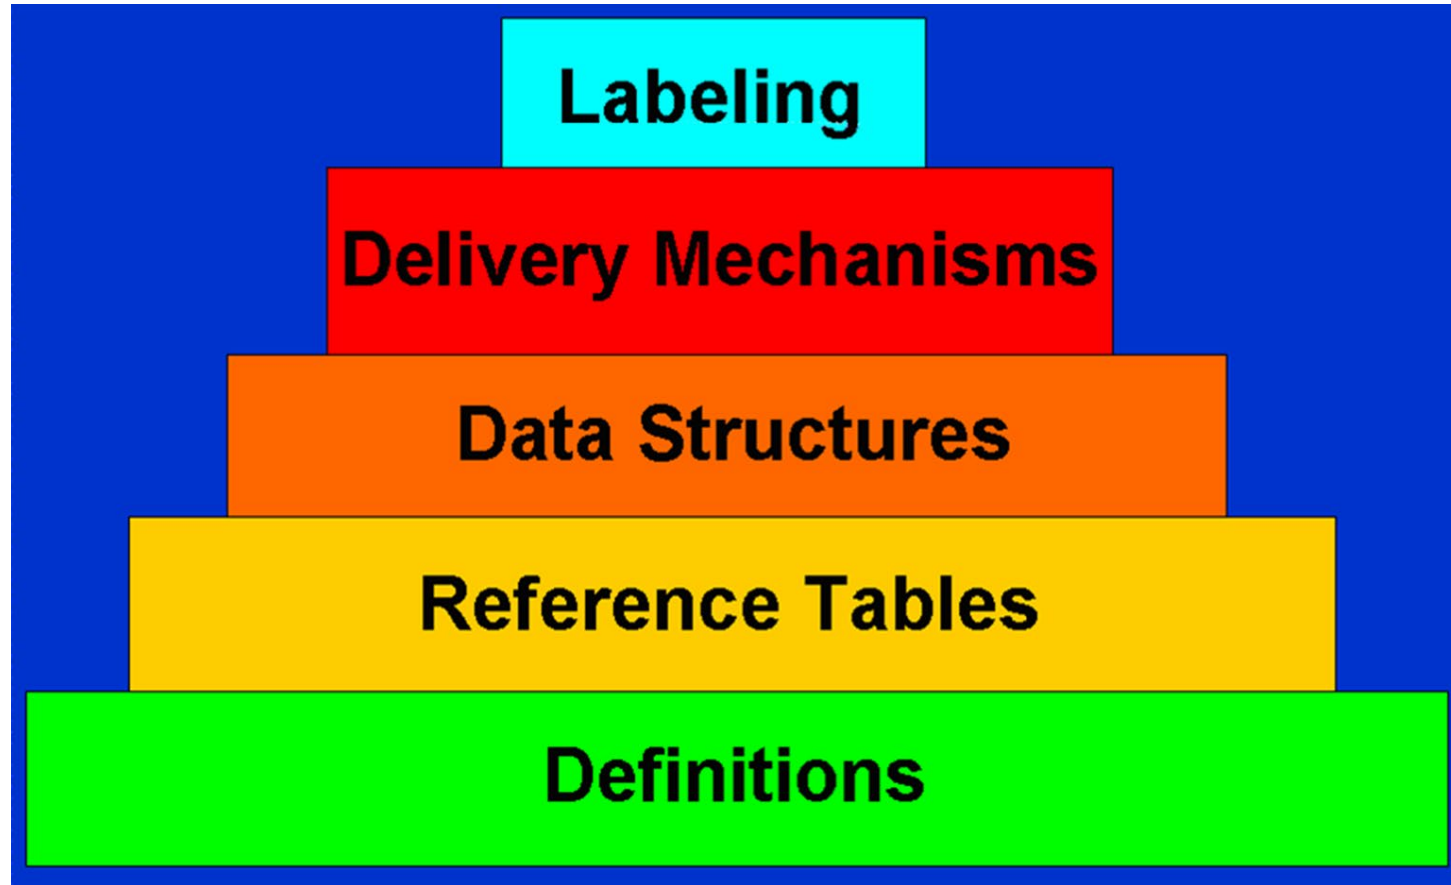 Labeling
Delivery Mechanisms
Data Structures
Reference Tables
Definitions